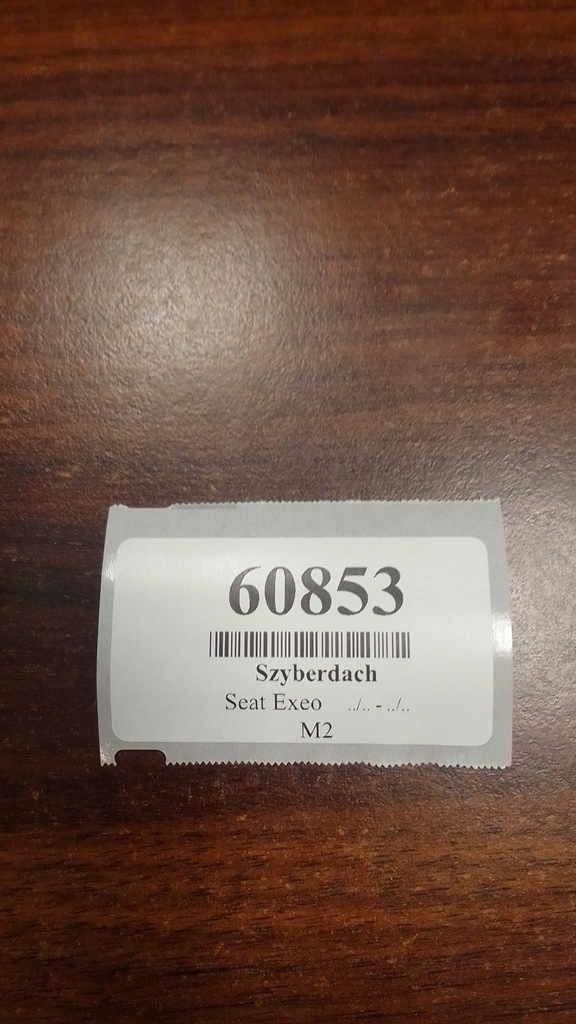 60853
Szyberdach
Seat Exeo ../.. - ../..
M2